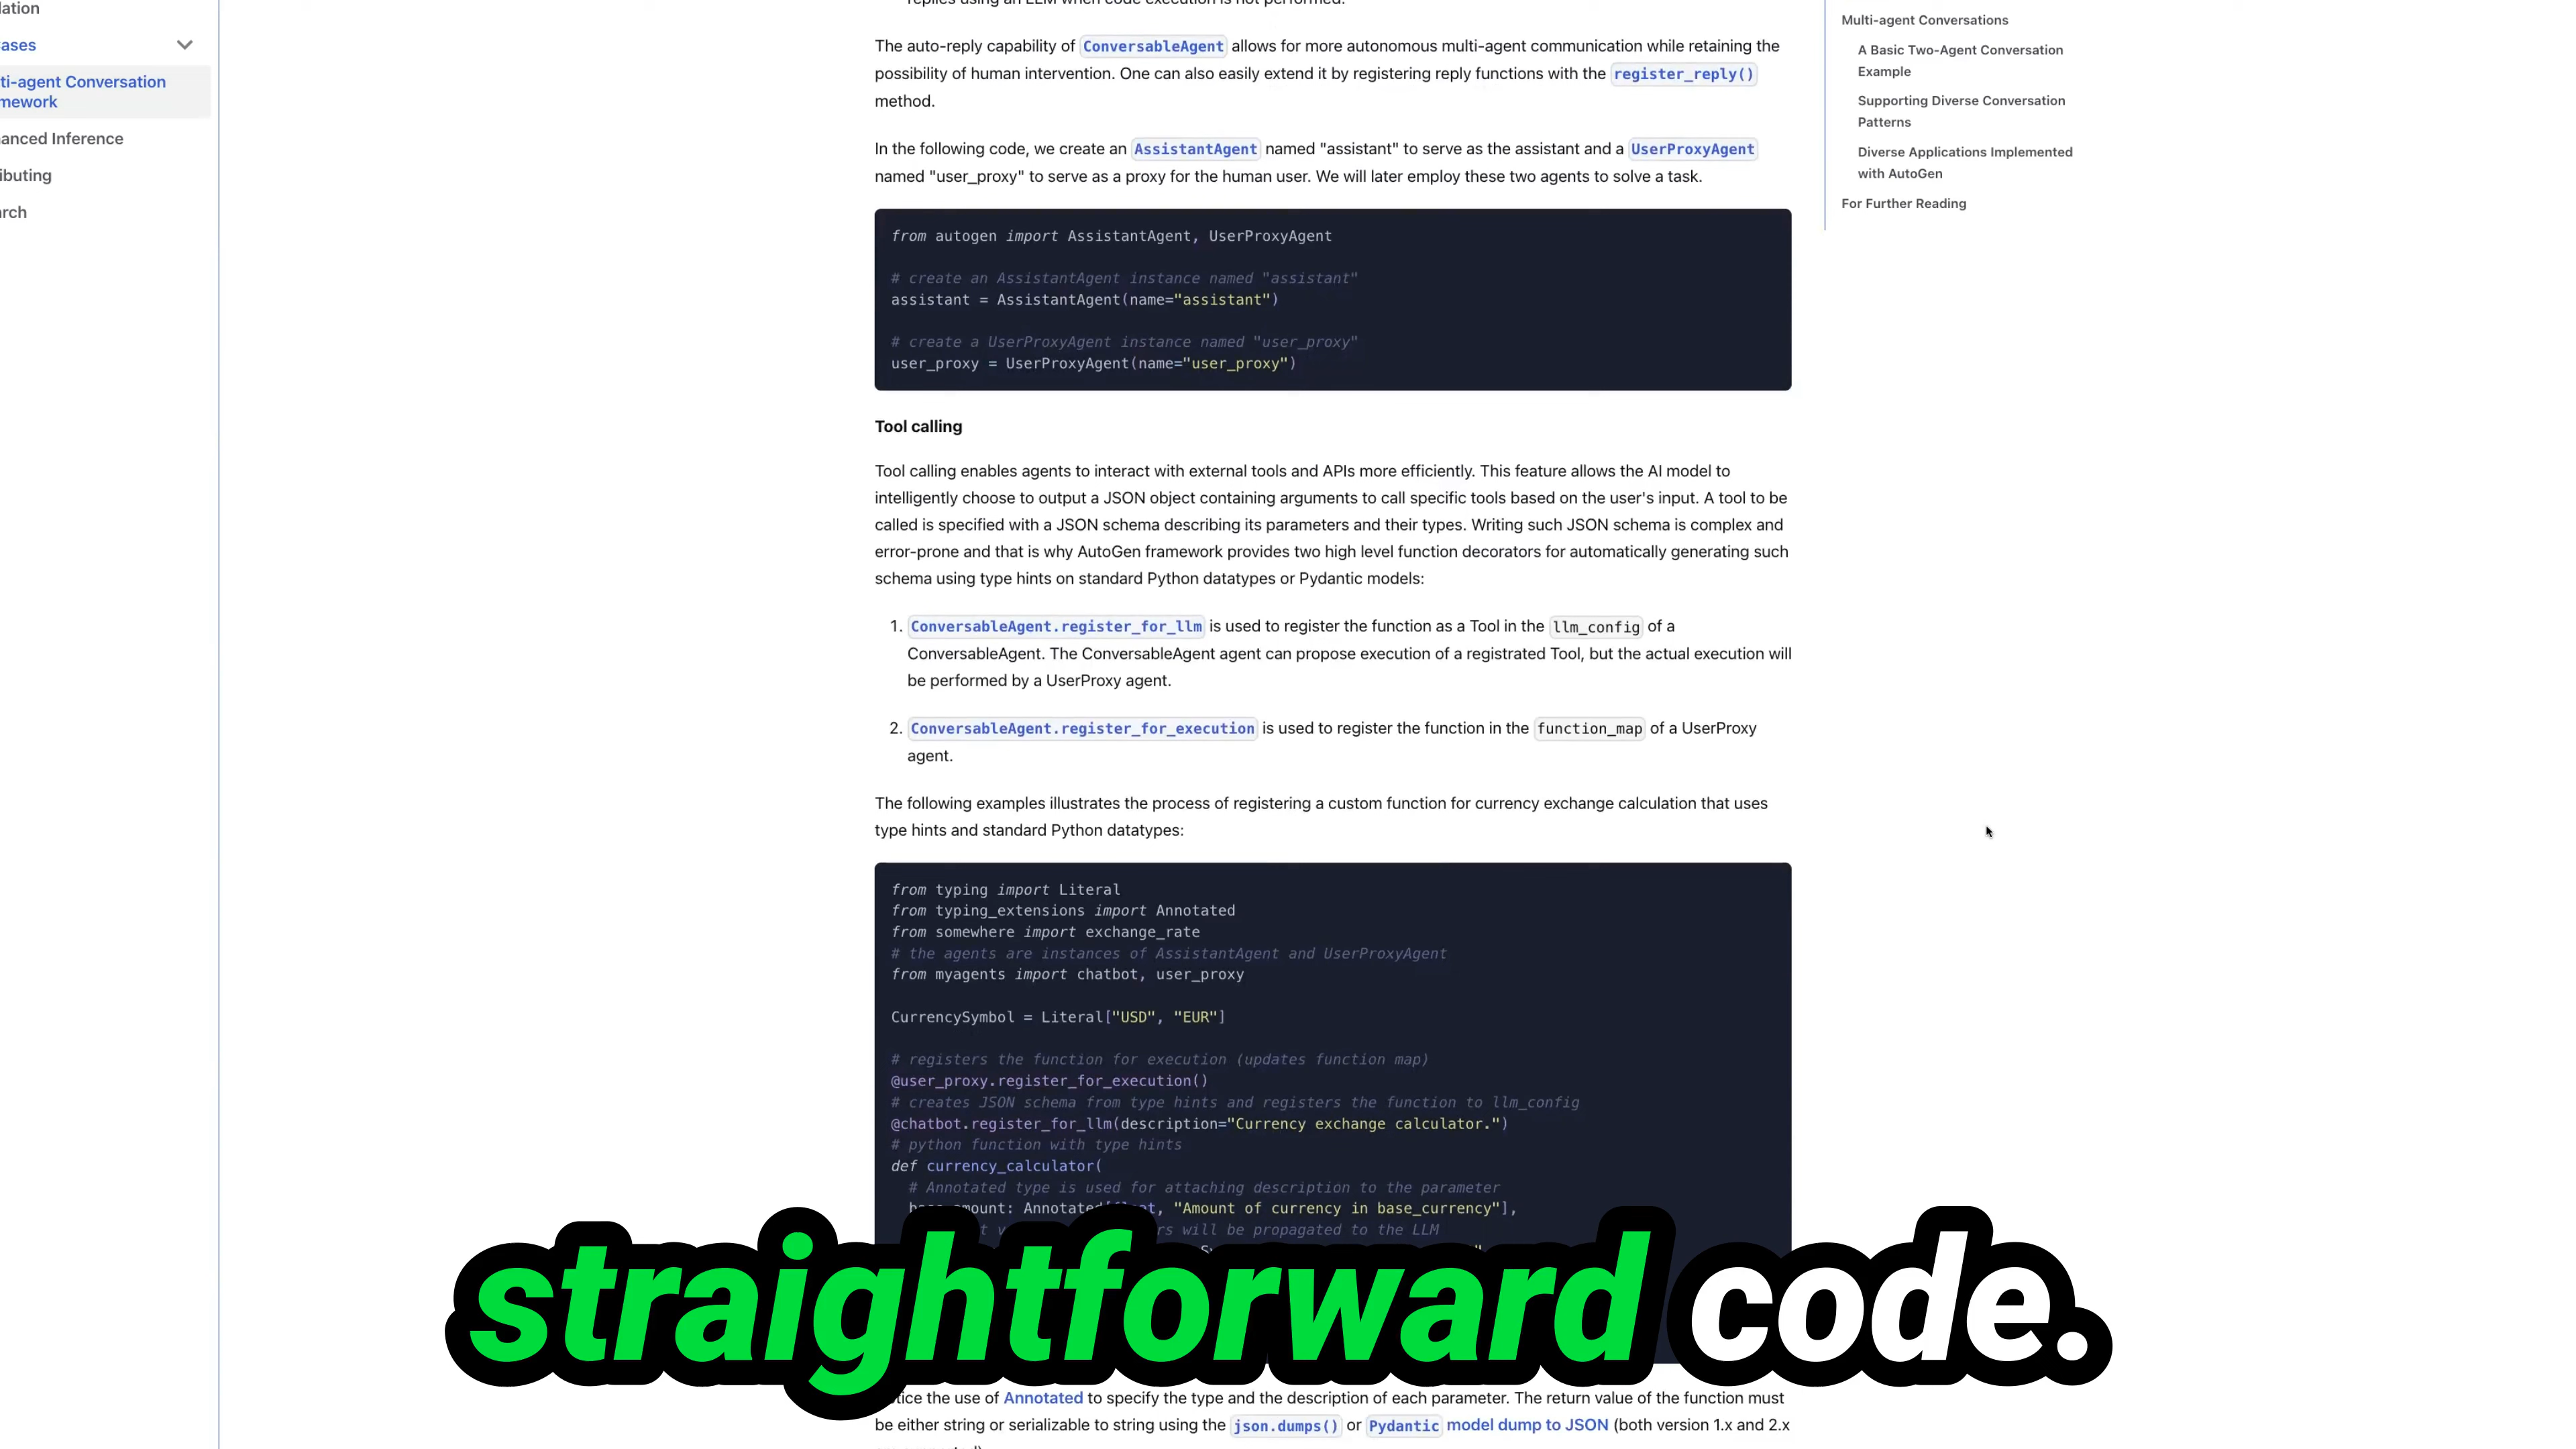 lation
ases
ti-agent Conversation
mework
anced Inference
ibuting
arch
replies using an LLM when code execution is not performed.
The auto-reply capability of ConversableAgent allows for more autonomous multi-agent communication while retaining the
possibility of human intervention. One can also easily extend it by registering reply functions with the register_reply()
method.
In the following code, we create an AssistantAgent named "assistant" to serve as the assistant and a UserProxyAgent
named "user_proxy" to serve as a proxy for the human user. We will later employ these two agents to solve a task.
from autogen import AssistantAgent, UserProxyAgent
# create an AssistantAgent instance named "assistant"
assistant = AssistantAgent(name="assistant")
# create a UserProxyAgent instance named "user_proxy"
user_proxy = UserProxyAgent(name="user_proxy")
Tool calling
Tool calling enables agents to interact with external tools and APIs more efficiently. This feature allows the AI model to
intelligently choose to output a JSON object containing arguments to call specific tools based on the user's input. A tool to be
called is specified with a JSON schema describing its parameters and their types. Writing such JSON schema is complex and
error-prone and that is why AutoGen framework provides two high level function decorators for automatically generating such
schema using type hints on standard Python datatypes or Pydantic models:
1. ConversableAgent.register_for_llm is used to register the function as a Tool in the llm_config of a
ConversableAgent. The ConversableAgent agent can propose execution of a registrated Tool, but the actual execution will
be performed by a UserProxy agent.
2. ConversableAgent.register_for_execution is used to register the function in the function_map of a UserProxy
agent.
The following examples illustrates the process of registering a custom function for currency exchange calculation that uses
type hints and standard Python datatypes:
from typing import Literal
from typing_extensions import Annotated
from somewhere import exchange_rate
# the agents are instances of AssistantAgent and UserProxyAgent
from myagents import chatbot, user_proxy
CurrencySymbol = Literal["USD", "EUR"]
# registers the function for execution (updates function map)
@user_proxy.register_for_execution()
# creates JSON schema from type hints and registers the function to llm_config
@chatbot.register_for_llm(description="Currency exchange calculator.")
# python function with type hints
def currency_calculator(
# Annotated type is used for attaching description to the parameter
amount: Annotated "Amount of currency in base_currency"],
will be propagated to the LLM
straightforward code.
tice the use of Annotated to specify the type and the description of each parameter. The return value of the function must
be either string or serializable to string using the json.dumps() or Pydantic model dump to JSON (both version 1.x and 2.x
Multi-agent Conversations
A Basic Two-Agent Conversation
Example
Supporting Diverse Conversation
Patterns
Diverse Applications Implemented
with AutoGen
For Further Reading